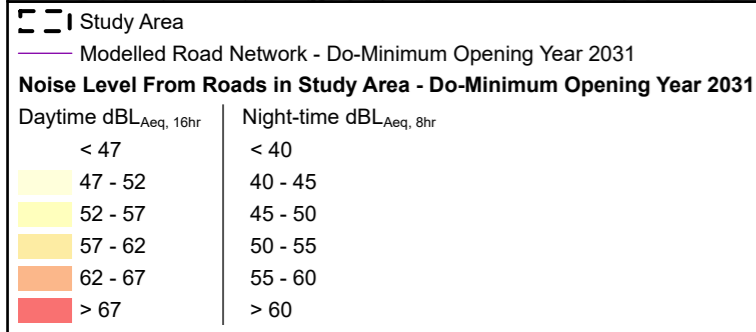 Study Area
Modelled Road Network - Do-Minimum Opening Year 2031
Noise Level From Roads in Study Area - Do-Minimum Opening Year 2031
Daytime dBLAeq, 16hr Night-time dBLAeq, 8hr
< 47 < 40
47 - 52 40 - 45
52 - 57 45 - 50
57 - 62 50 - 55
62 - 67 55 - 60
> 67 > 60